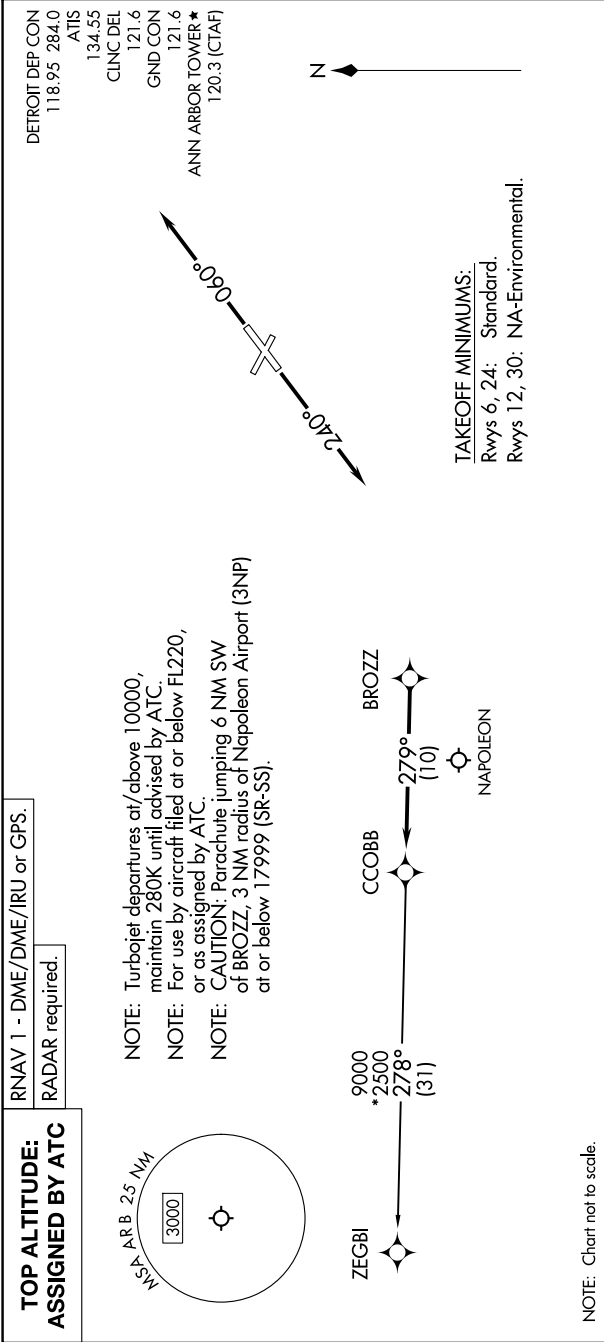 TOP ALTITUDE:
ASSIGNED BY ATC
RNAV 1 - DME/DME/IRU or GPS.
RADAR required.
DETROIT DEP CON
118.95 284.0
ATIS
134.55
CLNC DEL
121.6
GND CON
121.6
ANN ARBOR TOWER★
120.3 (CTAF)
MSA ARB 25 NM
3000
NOTE: Turbojet departures at/above 10000,
maintain 280K until advised by ATC.
NOTE: For use by aircraft filed at or below FL220,
or as assigned by ATC.
NOTE: CAUTION: Parachute jumping 6 NM SW
of BROZZ, 3 NM radius of Napoleon Airport (3NP)
at or below 17999 (SR-SS).
060°
240°
N
ZEGBI
9000
*2500
278°
(31)
CCOBB
279°
(10)
BROZZ
NAPOLEON
TAKEOFF MINIMUMS:
Rwys 6, 24: Standard.
Rwys 12, 30: NA-Environmental.
NOTE: Chart not to scale.